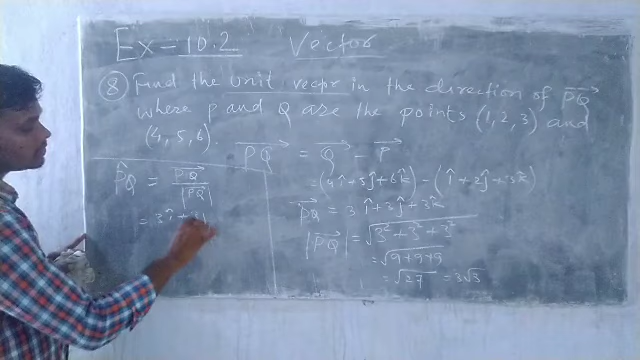 Ex-10.2 Vector
⑧ Find the Unit vecpr in the direction of PQ⃗
where P and Q are the points (1, 2, 3) and
(4, 5, 6).
PQ⃗ = Q⃗ - P⃗
= (4î+5ĵ+6k̂) - (î+2ĵ+3k̂)
PQ⃗ = 3î+3ĵ+3k̂
|PQ⃗| = √(3²+3²+3²)
= √(9+9+9)
= √27 = 3√3
P̂Q = PQ⃗ / |PQ⃗|
= 3î+